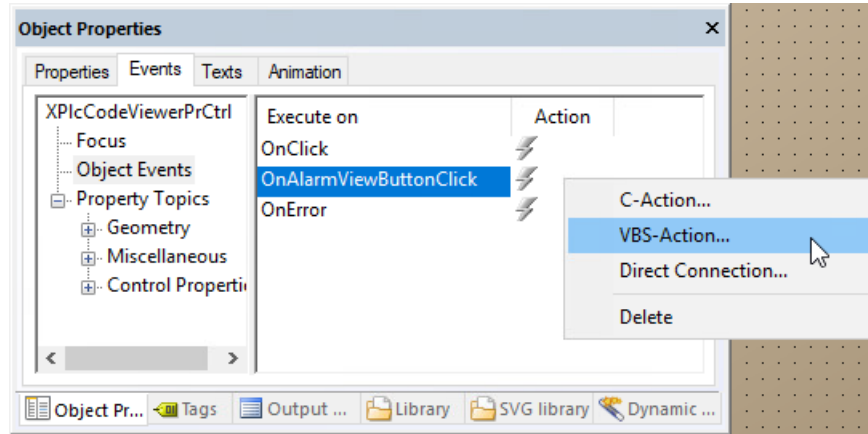 Object Properties
Properties Events Texts Animation
XPlcCodeViewerPrCtrl
Focus
Object Events
Property Topics
Geometry
Miscellaneous
Control Properti
Execute on Action
OnClick
OnAlarmViewButtonClick
OnError
C-Action...
VBS-Action...
Direct Connection...
Delete
Object Pr... Tags Output ... Library SVG library Dynamic ...